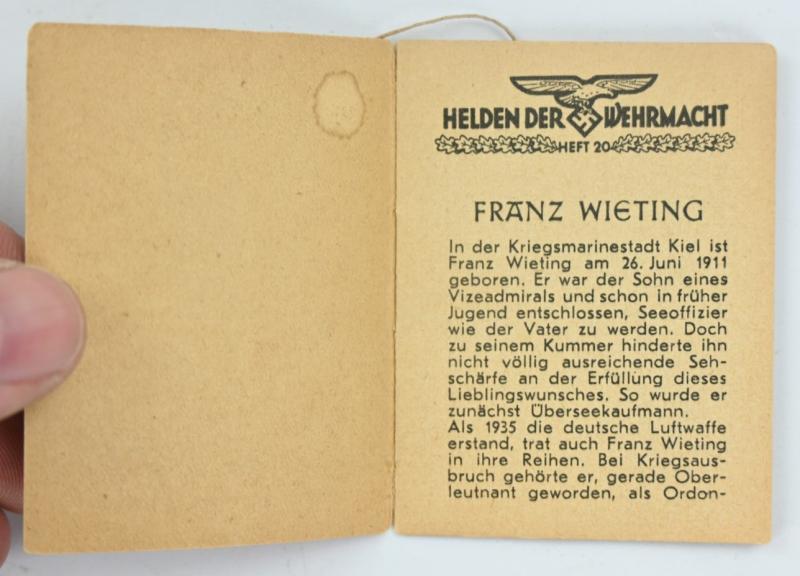 HELDEN DER WEHRMACHT
HEFT 20
FRANZ WIETING
In der Kriegsmarinestadt Kiel ist
Franz Wieting am 26. Juni 1911
geboren. Er war der Sohn eines
Vizeadmirals und schon in früher
Jugend entschlossen, Seeoffizier
wie der Vater zu werden. Doch
zu seinem Kummer hinderte ihn
nicht völlig ausreichende Seh-
schärfe an der Erfüllung dieses
Lieblingswunsches. So wurde er
zunächst Überseekaufmann.
Als 1935 die deutsche Luftwaffe
erstand, trat auch Franz Wieting
in ihre Reihen. Bei Kriegsaus-
bruch gehörte er, gerade Ober-
leutnant geworden, als Ordon-